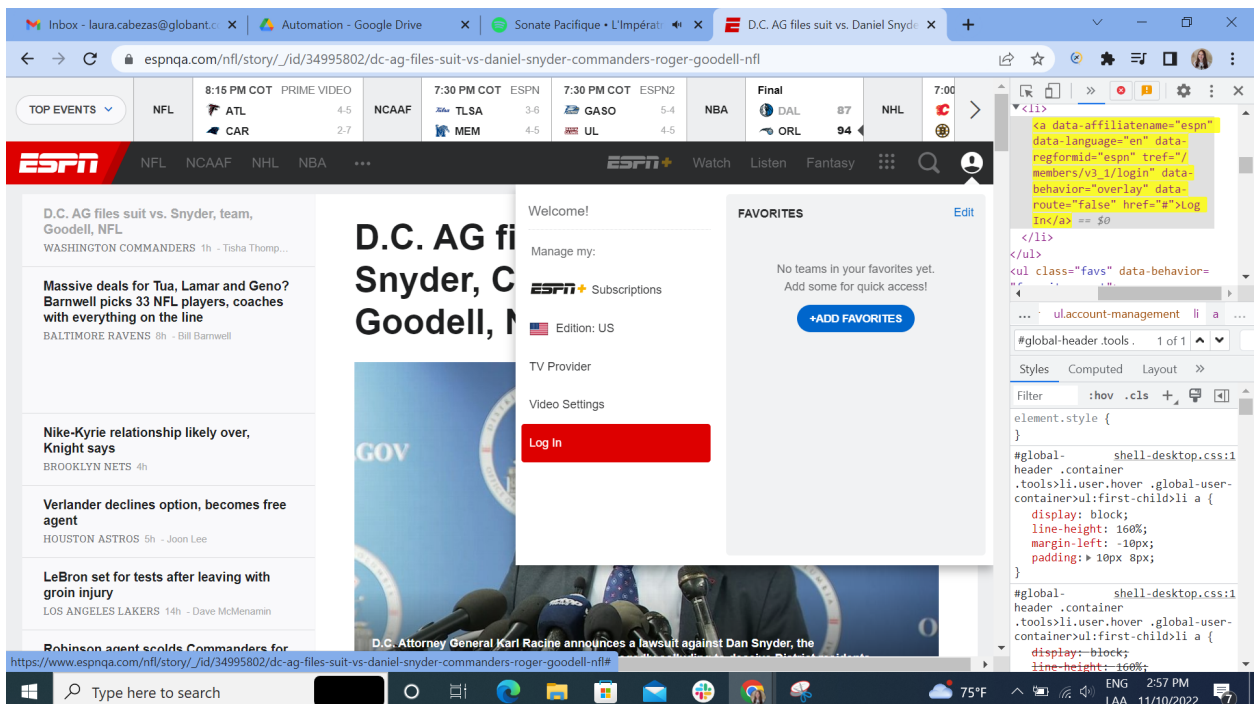 Inbox - laura.cabezas@globant.c
Automation - Google Drive
Sonate Pacifique • L'Impératr
D.C. AG files suit vs. Daniel Snyde
espnqa.com/nfl/story/_/id/34995802/dc-ag-files-suit-vs-daniel-snyder-commanders-roger-goodell-nfl
TOP EVENTS
NFL
8:15 PM COT PRIME VIDEO
ATL 4-5
CAR 2-7
NCAAF
7:30 PM COT ESPN
TLSA 3-6
MEM 4-5
7:30 PM COT ESPN2
GASO 5-4
UL 4-5
NBA
Final
DAL 87
ORL 94
NHL
7:00
ESPN
NFL NCAAF NHL NBA •••
ESPN+ Watch Listen Fantasy
D.C. AG files suit vs. Snyder, team,
Goodell, NFL
WASHINGTON COMMANDERS 1h - Tisha Thomp...
Massive deals for Tua, Lamar and Geno?
Barnwell picks 33 NFL players, coaches
with everything on the line
BALTIMORE RAVENS 8h - Bill Barnwell
Nike-Kyrie relationship likely over,
Knight says
BROOKLYN NETS 4h
Verlander declines option, becomes free
agent
HOUSTON ASTROS 5h - Joon Lee
LeBron set for tests after leaving with
groin injury
LOS ANGELES LAKERS 14h - Dave McMenamin
Robinson agent scolds Commanders for
D.C. AG fi
Snyder, C
Goodell, N
.GOV
D.C. Attorney General Karl Racine announces a lawsuit against Dan Snyder, the
Welcome!
Manage my:
ESPN+ Subscriptions
Edition: US
TV Provider
Video Settings
Log In
FAVORITES
Edit
No teams in your favorites yet.
Add some for quick access!
+ADD FAVORITES
<li>
<a data-affiliatename="espn"
data-language="en" data-
regformid="espn" tref="/
members/v3_1/login" data-
behavior="overlay" data-
route="false" href="#">Log
In</a> == $0
</li>
</ul>
<ul class="favs" data-behavior=
... ul.account-management li a ...
#global-header .tools . 1 of 1
Styles Computed Layout
Filter :hov .cls
element.style {
}
#global- shell-desktop.css:1
header .container
.tools>li.user.hover .global-user-
container>ul:first-child>li a {
display: block;
line-height: 160%;
margin-left: -10px;
padding: 10px 8px;
}
#global- shell-desktop.css:1
header .container
.tools>li.user.hover .global-user-
container>ul:first-child>li a {
display: block;
line-height: 160%;
https://www.espnqa.com/nfl/story/_/id/34995802/dc-ag-files-suit-vs-daniel-snyder-commanders-roger-goodell-nfl#
Type here to search
75°F
ENG
LAA
2:57 PM
11/10/2022
7